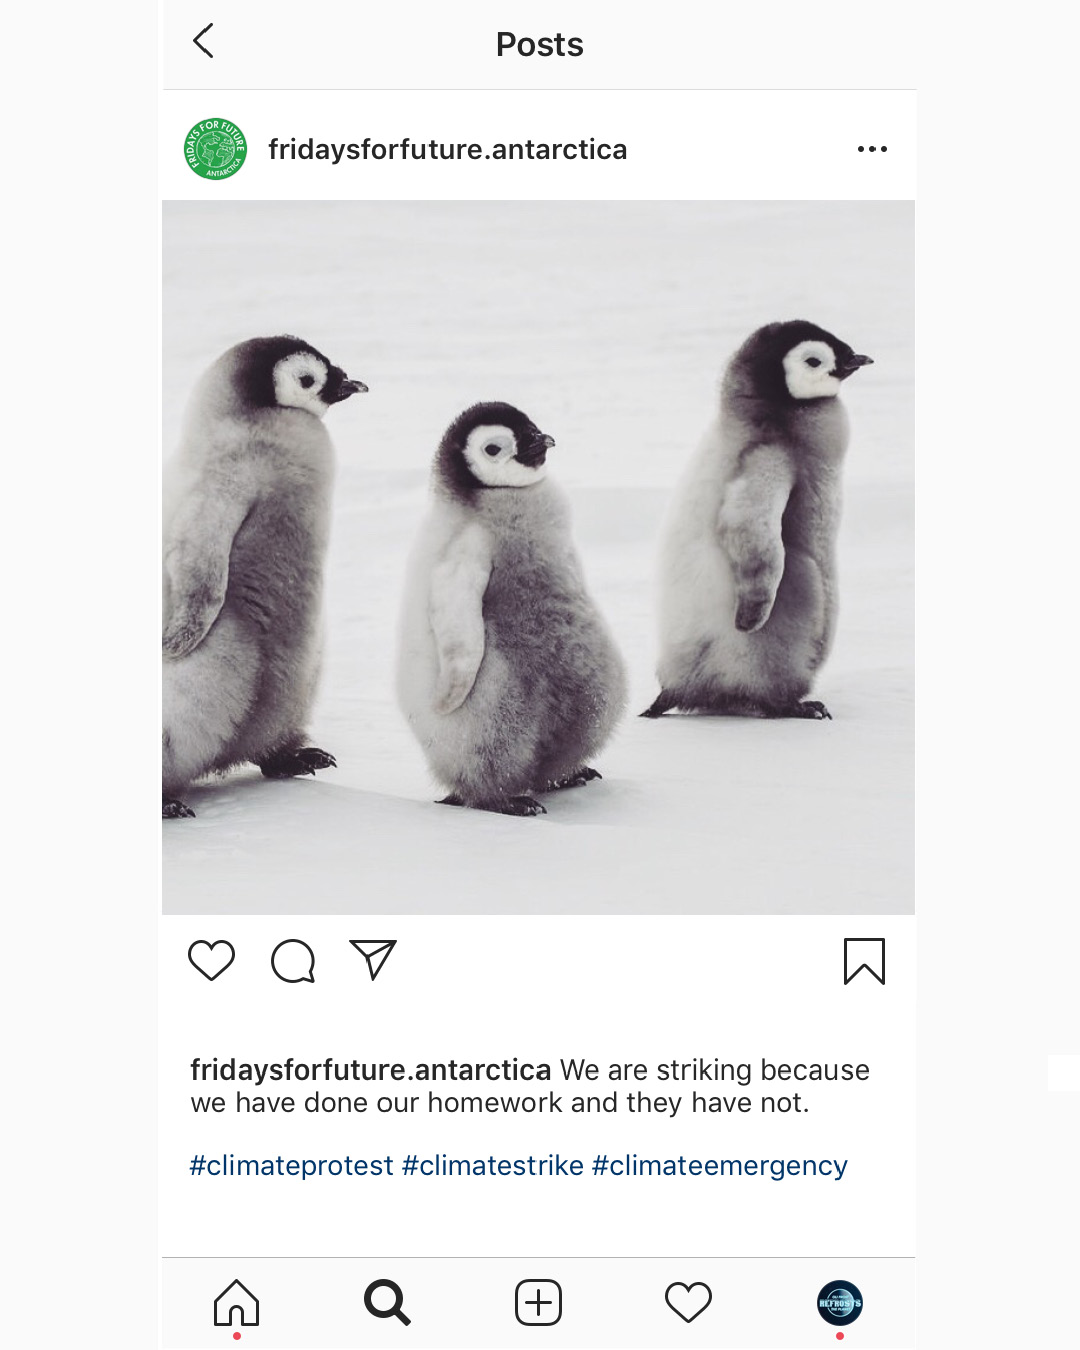 Posts
FRIDAYS FOR FUTURE
ANTARCTICA
fridaysforfuture.antarctica
fridaysforfuture.antarctica We are striking because
we have done our homework and they have not.
#climateprotest #climatestrike #climateemergency
REFROSTS